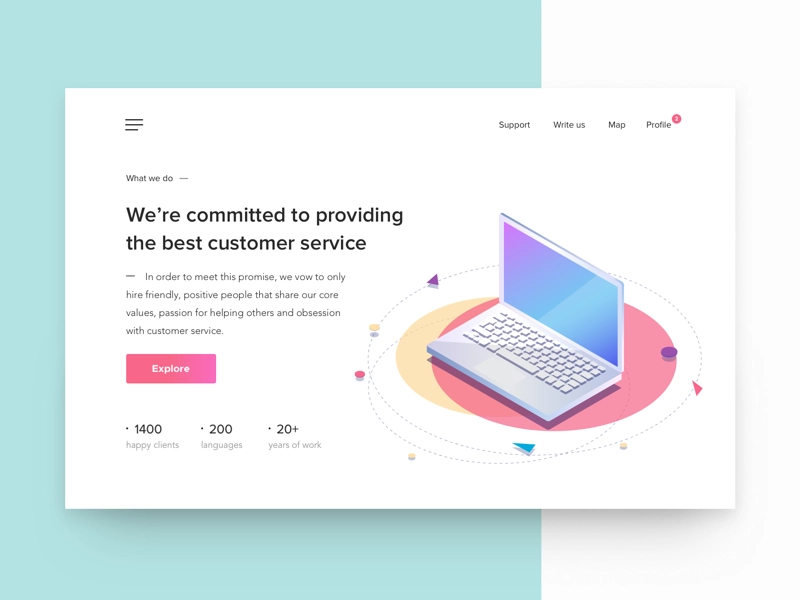 Support Write us Map Profile 2
What we do —
We’re committed to providing
the best customer service
— In order to meet this promise, we vow to only
hire friendly, positive people that share our core
values, passion for helping others and obsession
with customer service.
Explore
· 1400 · 200 · 20+
happy clients languages years of work